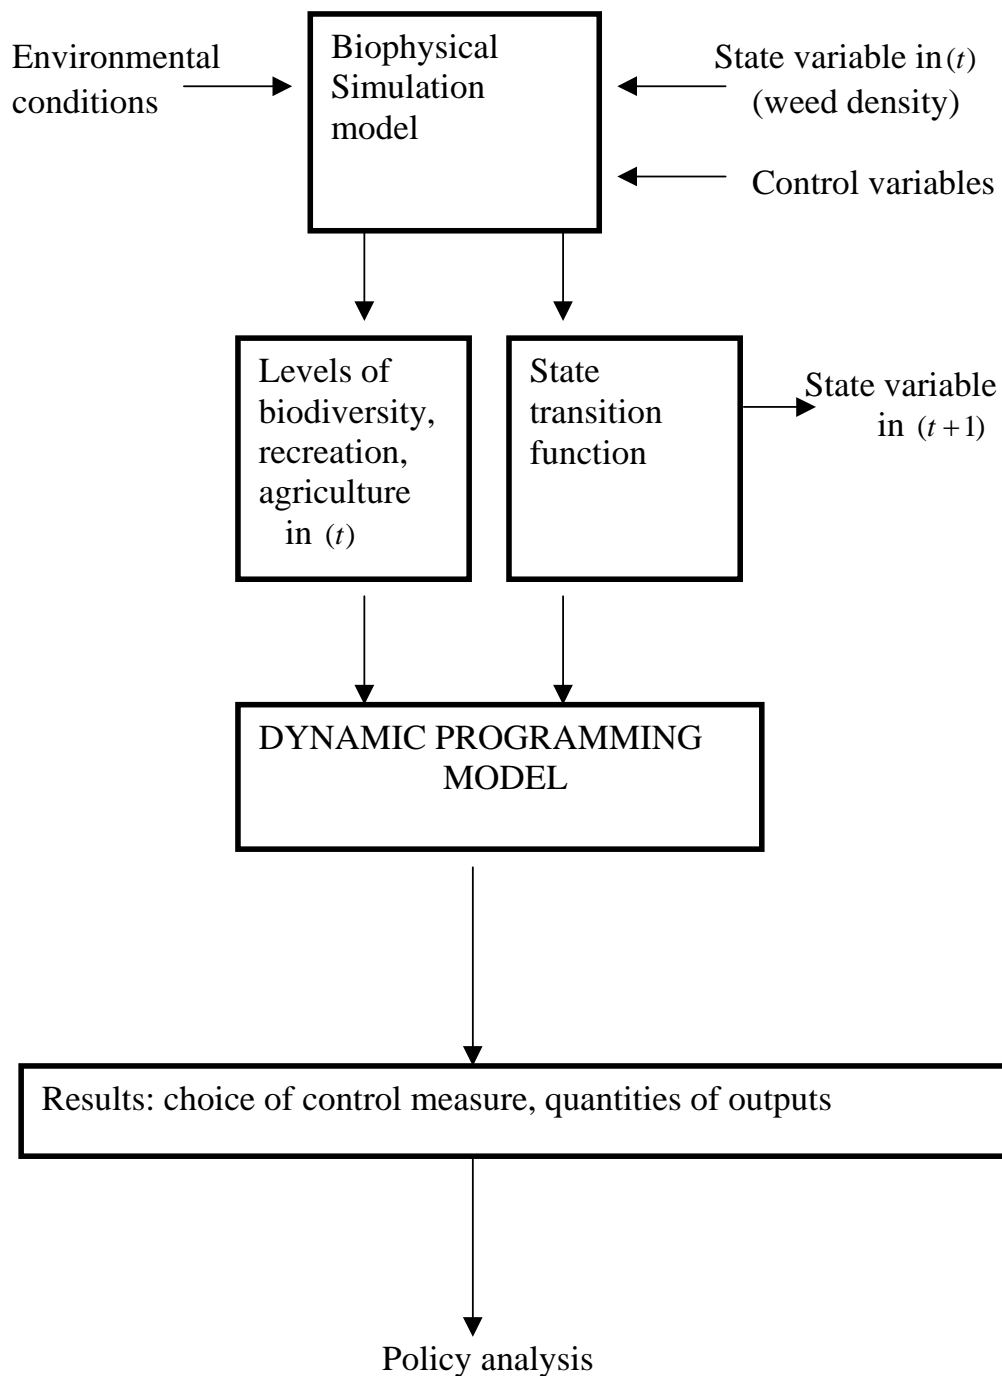 Environmental
conditions
Biophysical
Simulation
model
State variable in (t)
(weed density)
Control variables
Levels of
biodiversity,
recreation,
agriculture
in (t)
State
transition
function
State variable
in (t + 1)
DYNAMIC PROGRAMMING
MODEL
Results: choice of control measure, quantities of outputs
Policy analysis